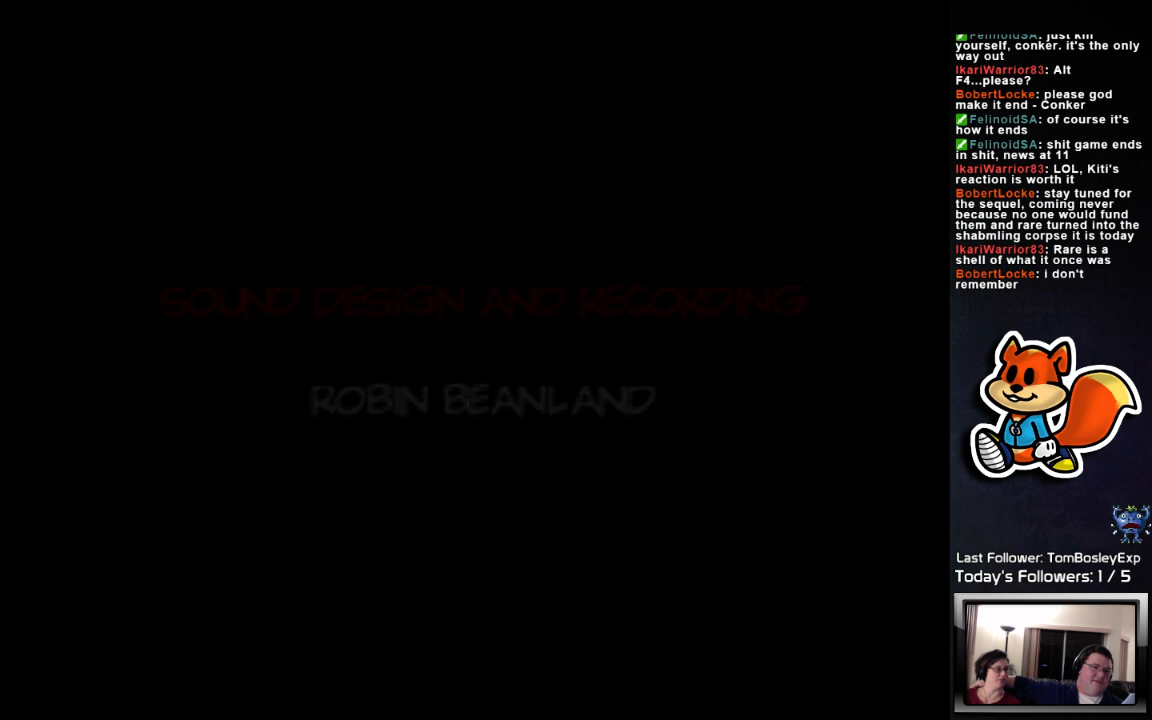 FelinoidSA: just kill
yourself, conker. it's the only
way out
IkariWarrior83: Alt
F4...please?
BobertLocke: please god
make it end - Conker
FelinoidSA: of course it's
how it ends
FelinoidSA: shit game ends
in shit, news at 11
IkariWarrior83: LOL, Kiti's
reaction is worth it
BobertLocke: stay tuned for
the sequel, coming never
because no one would fund
them and rare turned into the
shabmling corpse it is today
IkariWarrior83: Rare is a
shell of what it once was
BobertLocke: i don't
remember
SOUND DESIGN AND RECORDING
ROBIN BEANLAND
Last Follower: TomBosleyExp
Today's Followers: 1 / 5